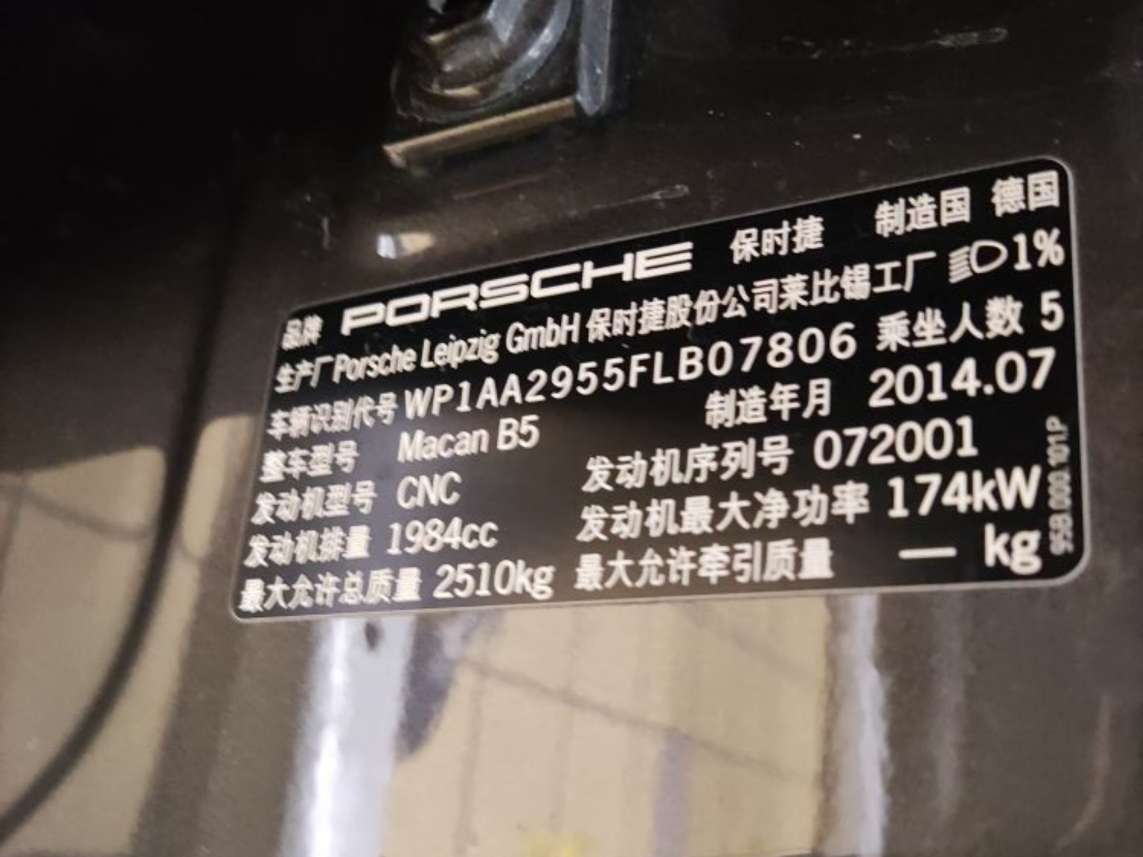 品牌 PORSCHE 保时捷 制造国 德国
生产厂 Porsche Leipzig GmbH 保时捷股份公司莱比锡工厂 1%
车辆识别代号 WP1AA2955FLB07806 乘坐人数 5
整车型号 Macan B5 制造年月 2014.07
发动机型号 CNC 发动机序列号 072001
发动机排量 1984cc 发动机最大净功率 174kW
最大允许总质量 2510kg 最大允许牵引质量 — kg
95B.000.101.P